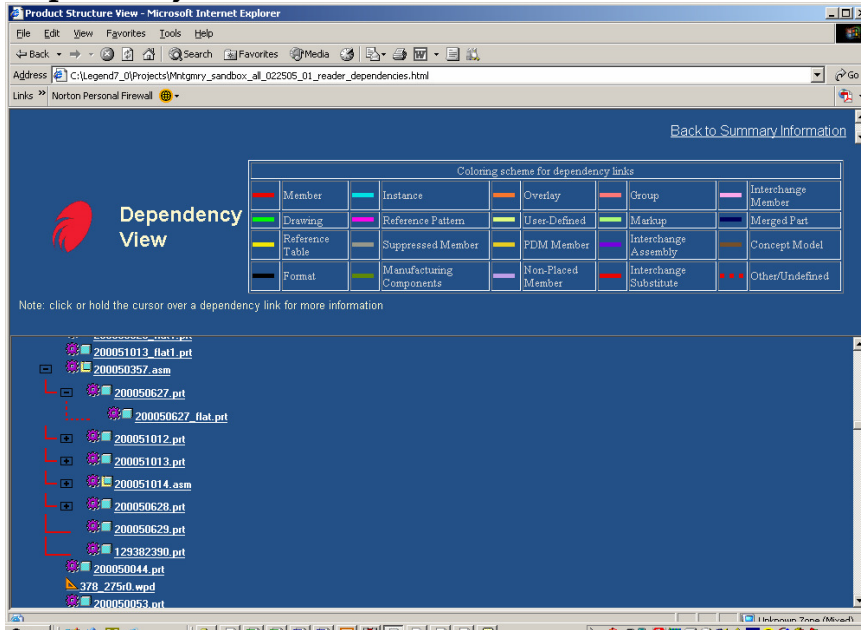 Product Structure View - Microsoft Internet Explorer
File Edit View Favorites Tools Help
Back Search Favorites Media
Address C:\Legend7_0\Projects\Mntgmry_sandbox_all_022505_01_reader_dependencies.html Go
Links » Norton Personal Firewall
Back to Summary Information
Coloring scheme for dependency links
Member Instance Overlay Group Interchange Member
Drawing Reference Pattern User-Defined Markup Merged Part
Reference Table Suppressed Member PDM Member Interchange Assembly Concept Model
Format Manufacturing Components Non-Placed Member Interchange Substitute Other/Undefined
Dependency
View
Note: click or hold the cursor over a dependency link for more information
200051013_flat1.prt
200050357.asm
200050627.prt
200050627_flat.prt
200051012.prt
200051013.prt
200051014.asm
200050628.prt
200050629.prt
129382390.prt
200050044.prt
378_275r0.wpd
200050053.prt
Unknown Zone (Mixed)